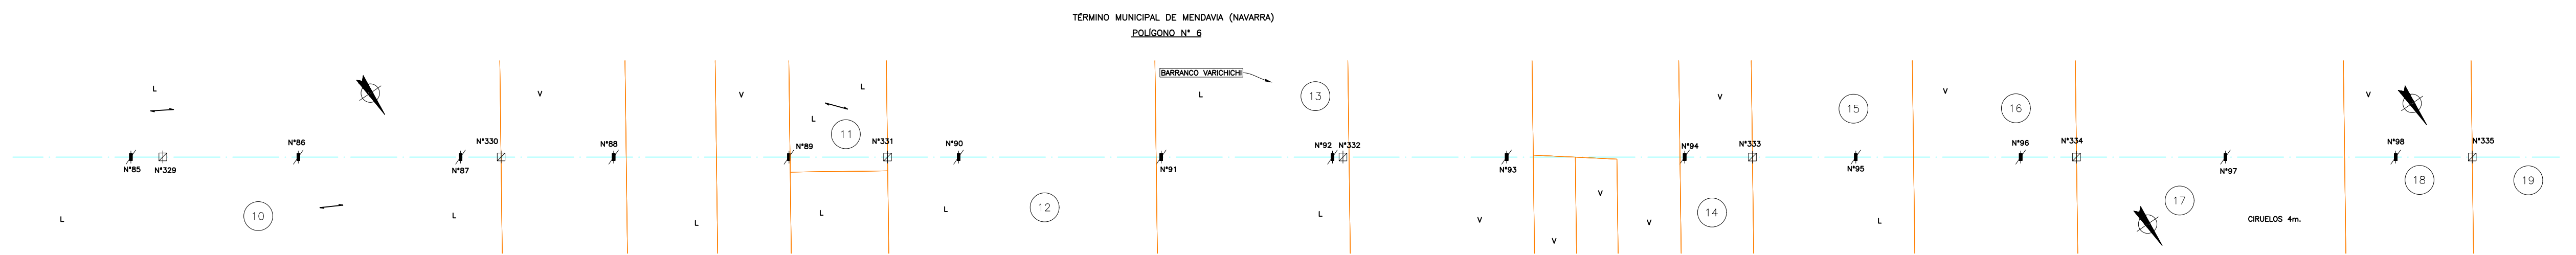 TÉRMINO MUNICIPAL DE MENDAVIA (NAVARRA)
POLÍGONO N° 6
BARRANCO VARICHICHI
L
V
V
L
L
L
13
V
15
V
16
V
11
N°85
N°329
N°86
N°87
N°330
N°88
N°89
N°331
N°90
N°91
N°92
N°332
N°93
N°94
N°333
N°95
N°96
N°334
N°97
N°98
N°335
18
19
L
10
L
L
L
L
12
L
V
V
V
V
14
L
17
CIRUELOS 4m.